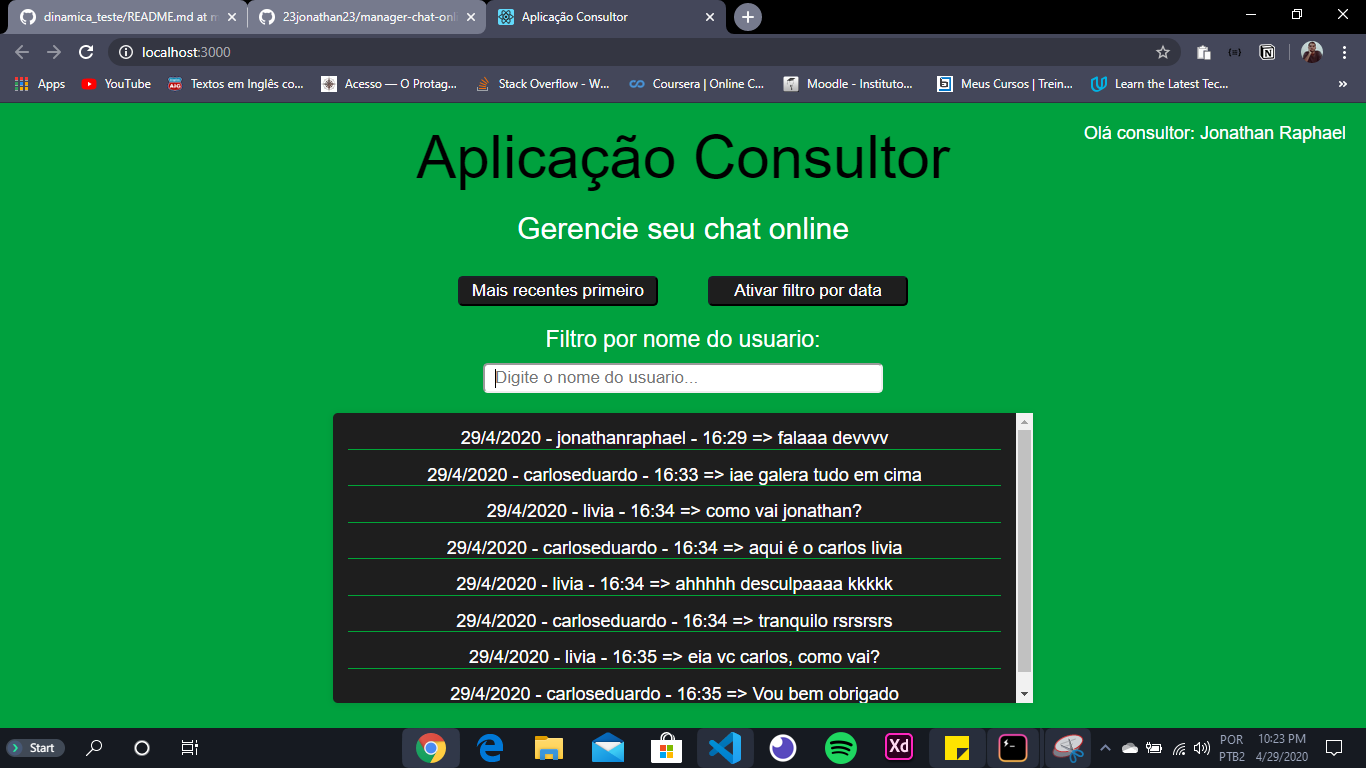 dinamica_teste/README.md at m
23jonathan23/manager-chat-onl
Aplicação Consultor
localhost:3000
Apps
YouTube
Textos em Inglês co...
Acesso — O Protag...
Stack Overflow - W...
Coursera | Online C...
Moodle - Instituto...
Meus Cursos | Trein...
Learn the Latest Tec...
»
Olá consultor: Jonathan Raphael
Aplicação Consultor
Gerencie seu chat online
Mais recentes primeiro
Ativar filtro por data
Filtro por nome do usuario:
Digite o nome do usuario...
29/4/2020 - jonathanraphael - 16:29 => falaaa devvvv
29/4/2020 - carloseduardo - 16:33 => iae galera tudo em cima
29/4/2020 - livia - 16:34 => como vai jonathan?
29/4/2020 - carloseduardo - 16:34 => aqui é o carlos livia
29/4/2020 - livia - 16:34 => ahhhhh desculpaaaa kkkkk
29/4/2020 - carloseduardo - 16:34 => tranquilo rsrsrsrs
29/4/2020 - livia - 16:35 => eia vc carlos, como vai?
29/4/2020 - carloseduardo - 16:35 => Vou bem obrigado
Start
Xd
POR
PTB2
10:23 PM
4/29/2020